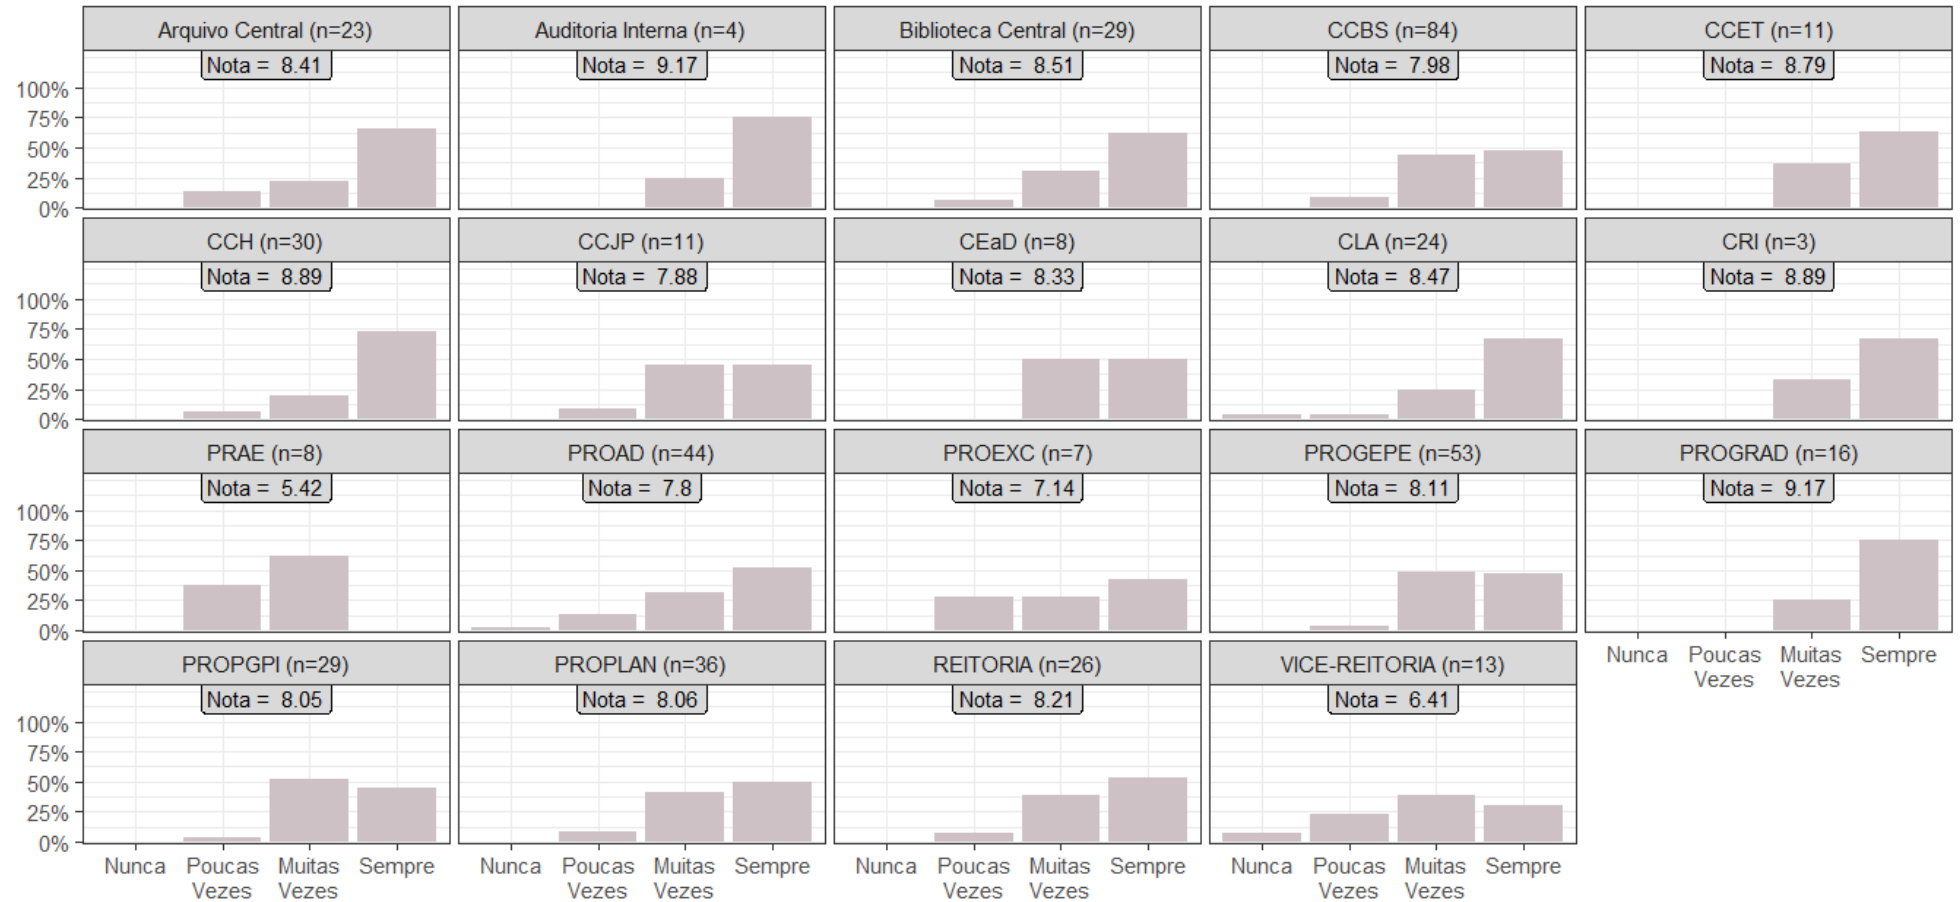 Arquivo Central (n=23)
Auditoria Interna (n=4)
Biblioteca Central (n=29)
CCBS (n=84)
CCET (n=11)
Nota = 8.41
Nota = 9.17
Nota = 8.51
Nota = 7.98
Nota = 8.79
100%
75%
50%
25%
0%
CCH (n=30)
CCJP (n=11)
CEaD (n=8)
CLA (n=24)
CRI (n=3)
Nota = 8.89
Nota = 7.88
Nota = 8.33
Nota = 8.47
Nota = 8.89
100%
75%
50%
25%
0%
PRAE (n=8)
PROAD (n=44)
PROEXC (n=7)
PROGEPE (n=53)
PROGRAD (n=16)
Nota = 5.42
Nota = 7.8
Nota = 7.14
Nota = 8.11
Nota = 9.17
100%
75%
50%
25%
0%
Nunca
Poucas
Vezes
Muitas
Vezes
Sempre
PROPGPI (n=29)
PROPLAN (n=36)
REITORIA (n=26)
VICE-REITORIA (n=13)
Nota = 8.05
Nota = 8.06
Nota = 8.21
Nota = 6.41
100%
75%
50%
25%
0%
Nunca
Poucas
Vezes
Muitas
Vezes
Sempre
Nunca
Poucas
Vezes
Muitas
Vezes
Sempre
Nunca
Poucas
Vezes
Muitas
Vezes
Sempre
Nunca
Poucas
Vezes
Muitas
Vezes
Sempre